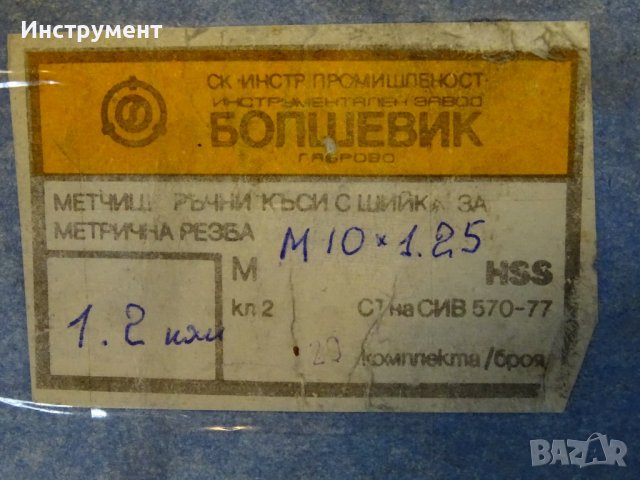 Инструмент
СК "ИНСТР. ПРОМИШЛЕНОСТ
ИНСТРУМЕНТАЛЕН ЗАВОД
БОЛШЕВИК
ГАБРОВО
МЕТЧИЦИ РЪЧНИ КЪСИ С ШИЙКА ЗА
МЕТРИЧНА РЕЗБА
M 10 x 1.25
М HSS
кл 2 СТ на СИВ 570-77
1.2
20 комплекта/броя
BAZAR